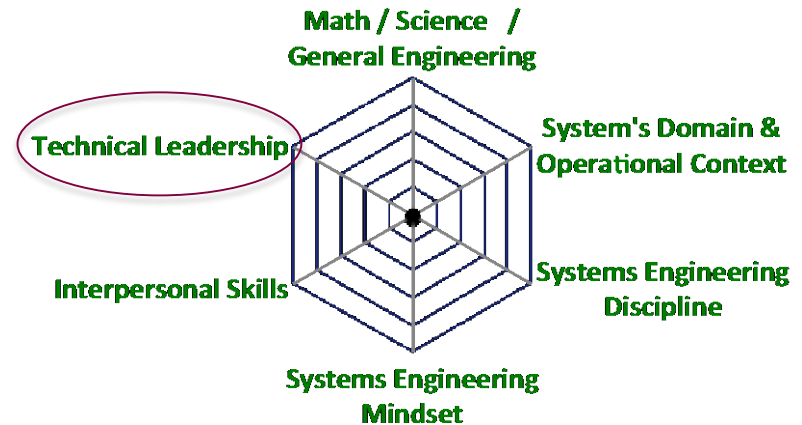 Math / Science /
General Engineering
Technical Leadership
System's Domain &
Operational Context
Interpersonal Skills
Systems Engineering
Discipline
Systems Engineering
Mindset